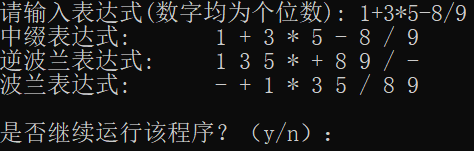 请输入表达式(数字均为个位数): 1+3*5-8/9
中缀表达式:      1 + 3 * 5 - 8 / 9
逆波兰表达式:    1 3 5 * + 8 9 / -
波兰表达式:      - + 1 * 3 5 / 8 9
是否继续运行该程序? (y/n):